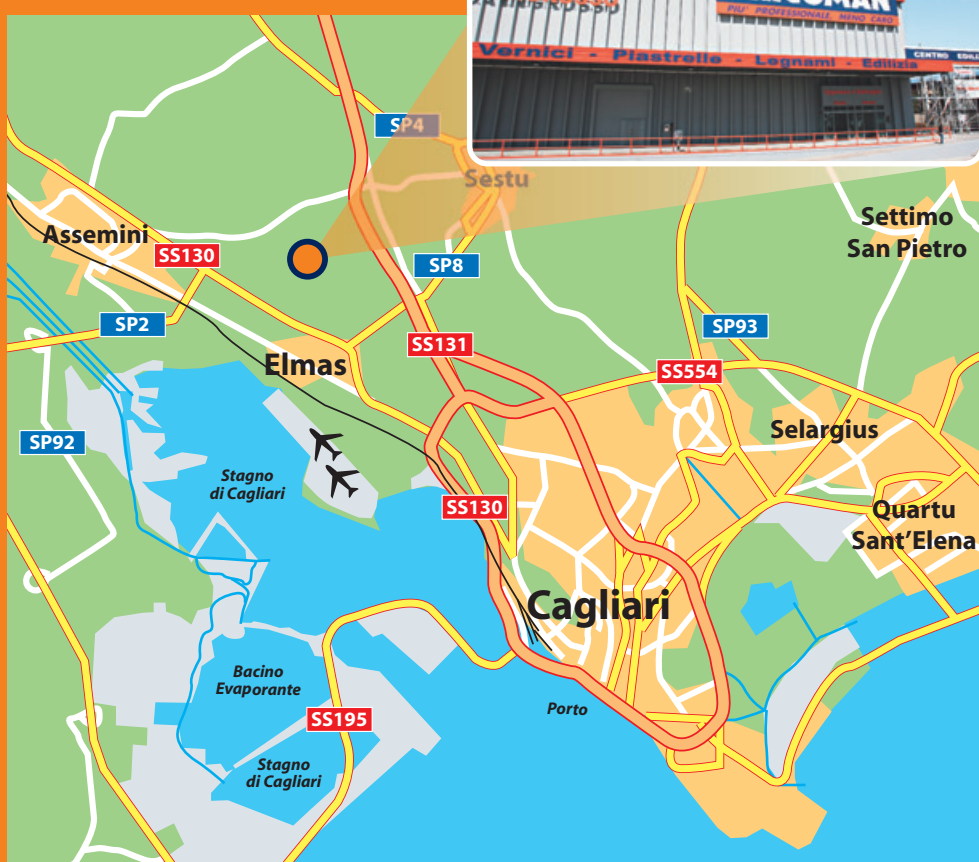 PIU' PROFESSIONALE, MENO CARO
Vernici - Piastrelle - Legnami - Edilizia
SP4
Sestu
Settimo
San Pietro
Assemini
SS130
SP8
SP2
SP93
SS131
Elmas
SS554
Selargius
SP92
Stagno
di Cagliari
SS130
Quartu
Sant'Elena
Cagliari
Bacino
Evaporante
SS195
Porto
Stagno
di Cagliari